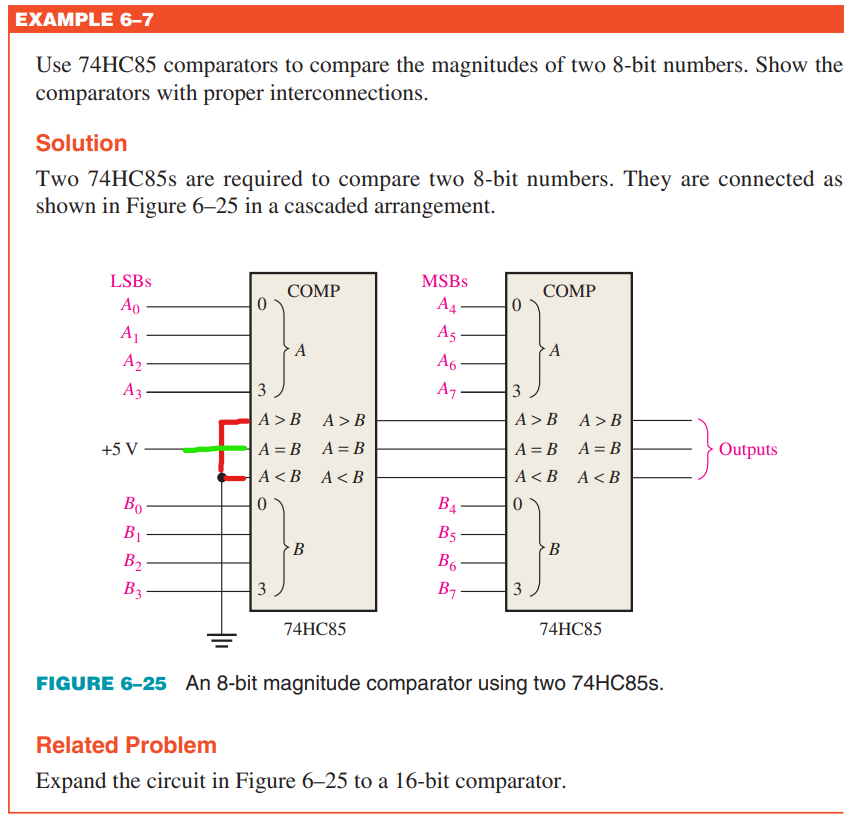 EXAMPLE 6–7
Use 74HC85 comparators to compare the magnitudes of two 8-bit numbers. Show the
comparators with proper interconnections.
Solution
Two 74HC85s are required to compare two 8-bit numbers. They are connected as
shown in Figure 6–25 in a cascaded arrangement.
LSBs MSBs
COMP COMP
A0 0 A4 0
A1 A5
A A
A2 A6
A3 3 A7 3
A > B A > B A > B A > B
+5 V A = B A = B A = B A = B Outputs
A < B A < B A < B A < B
B0 0 B4 0
B1 B5
B B
B2 B6
B3 3 B7 3
74HC85 74HC85
FIGURE 6–25 An 8-bit magnitude comparator using two 74HC85s.
Related Problem
Expand the circuit in Figure 6–25 to a 16-bit comparator.